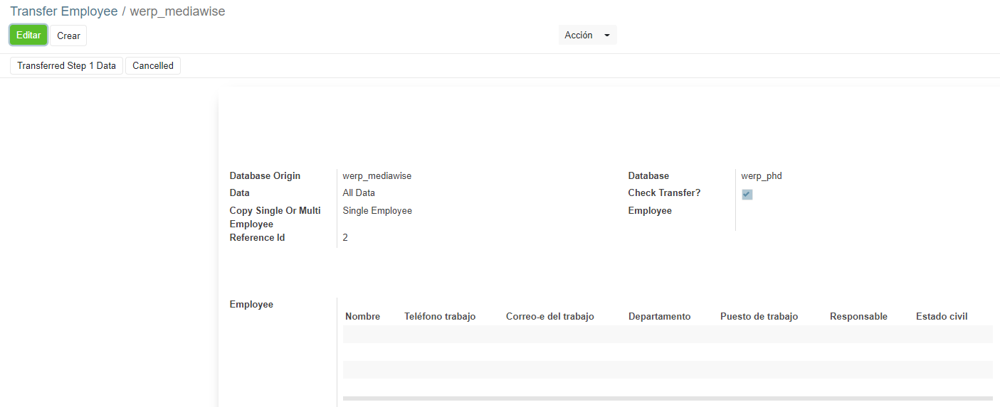 Transfer Employee / werp_mediawise
Editar Crear Acción
Transferred Step 1 Data Cancelled
Database Origin werp_mediawise Database werp_phd
Data All Data Check Transfer?
Copy Single Or Multi Single Employee Employee
Employee
Reference Id 2
Employee
Nombre Teléfono trabajo Correo-e del trabajo Departamento Puesto de trabajo Responsable Estado civil